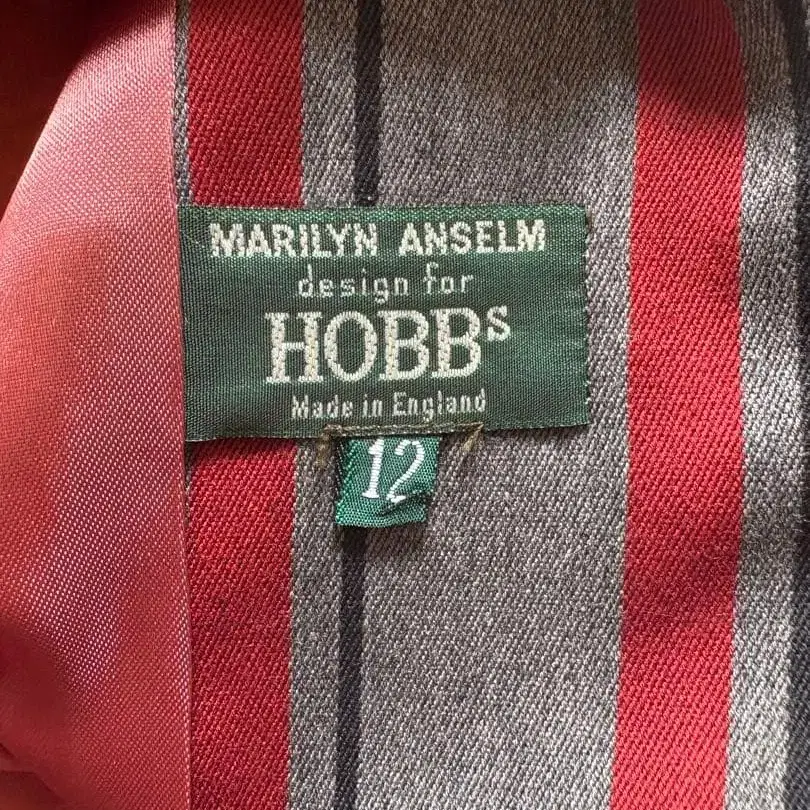 MARILYN ANSELM
design for
HOBBS
Made in England
12